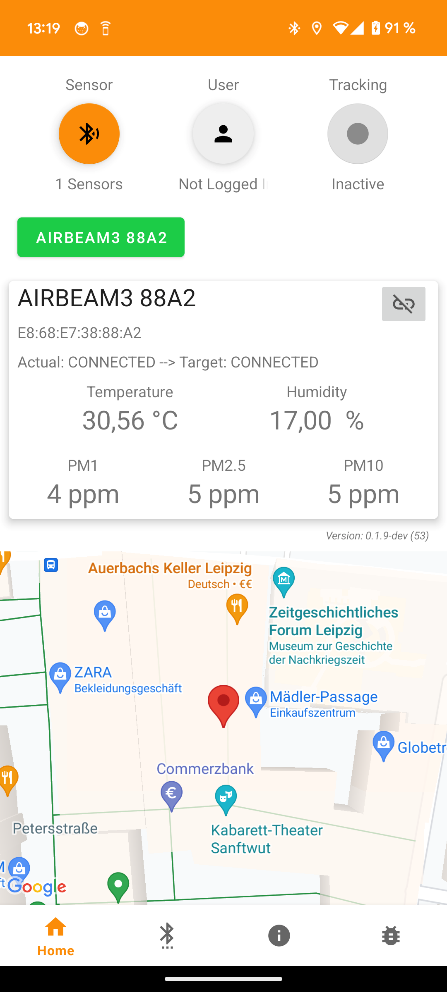 13:19
91 %
Sensor
User
Tracking
1 Sensors
Not Logged
Inactive
AIRBEAM3 88A2
AIRBEAM3 88A2
E8:68:E7:38:88:A2
Actual: CONNECTED --> Target: CONNECTED
Temperature
Humidity
30,56 °C
17,00 %
PM1
PM2.5
PM10
4 ppm
5 ppm
5 ppm
Version: 0.1.9-dev (53)
Auerbachs Keller Leipzig
Deutsch • €€
Zeitgeschichtliches
Forum Leipzig
Museum zur Geschichte
der Nachkriegszeit
ZARA
Bekleidungsgeschäft
Mädler-Passage
Einkaufszentrum
Globetr
Commerzbank
€
Petersstraße
Kabarett-Theater
Sanftwut
Google
Home